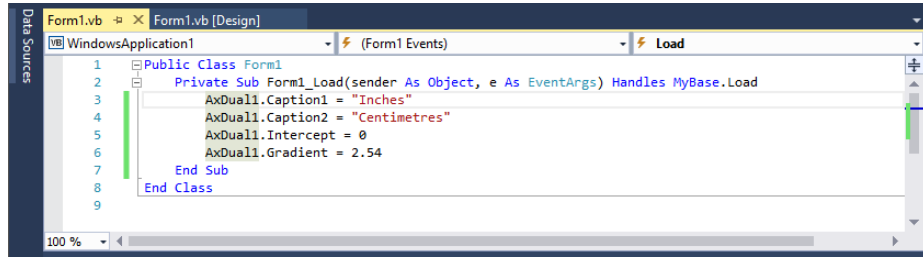 Data Sources
Form1.vb Form1.vb [Design]
VB WindowsApplication1 (Form1 Events) Load
1 Public Class Form1
2 Private Sub Form1_Load(sender As Object, e As EventArgs) Handles MyBase.Load
3 AxDual1.Caption1 = "Inches"
4 AxDual1.Caption2 = "Centimetres"
5 AxDual1.Intercept = 0
6 AxDual1.Gradient = 2.54
7 End Sub
8 End Class
9
100 %